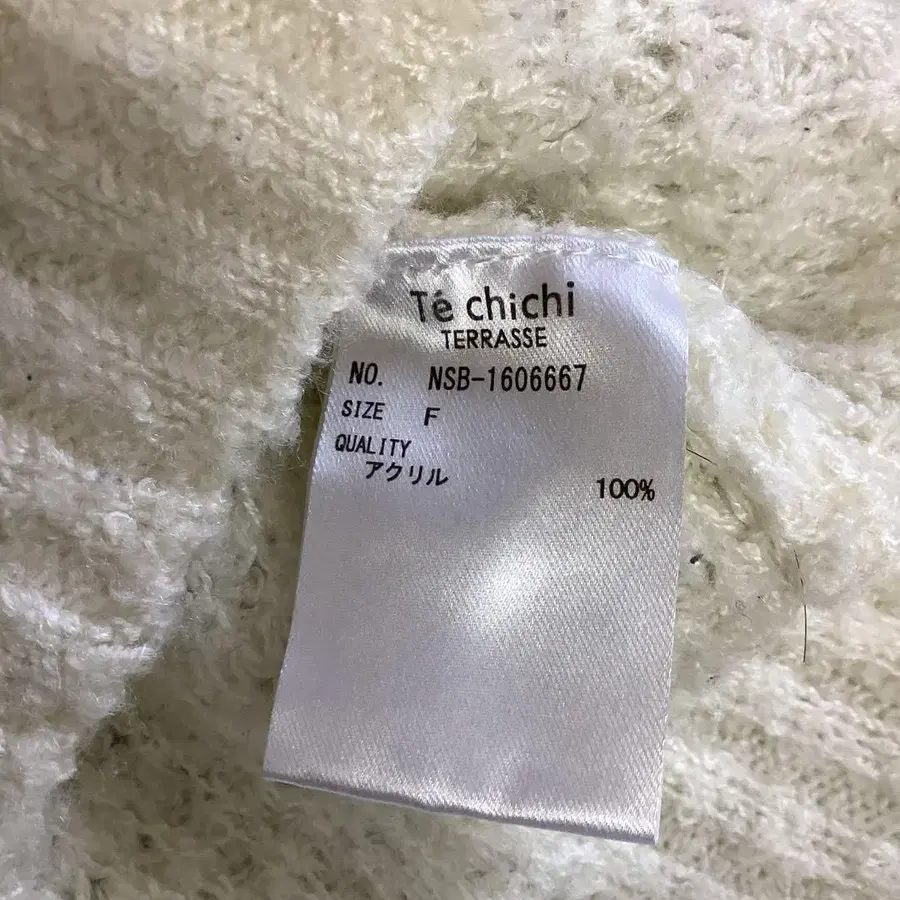 Té chichi
TERRASSE
NO. NSB-1606667
SIZE F
QUALITY
アクリル 100%